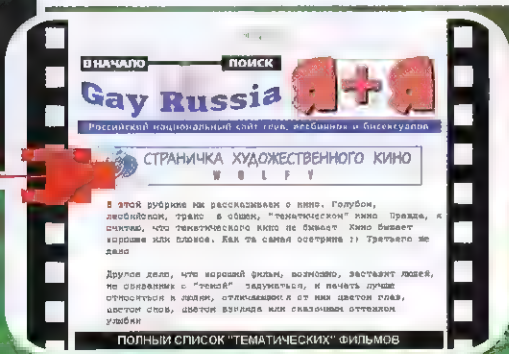 В НАЧАЛО ПОИСК
Gay Russia Я+Я
Российский национальный сайт геев, лесбиянок и бисексуалов
СТРАНИЧКА ХУДОЖЕСТВЕННОГО КИНО
WOLFY
В этой рубрике мы рассказываем о кино. Голубом,
лесбийском, транс в общем, "тематическом" кино Правда, я
считаю, что тематического кино не бывает Кино бывает
хорошее или плохое. Как та самая осетрина :) Третьего не
дано
Другое дело, что хороший фильм, возможно, заставит людей,
не связанных с "темой" задуматься, и начать лучше
относиться к людям, отличающимся от них цветом глаз,
цветом снов, цветом взгляда или сказочным оттенком
улыбки
ПОЛНЫЙ СПИСОК "ТЕМАТИЧЕСКИХ" ФИЛЬМОВ